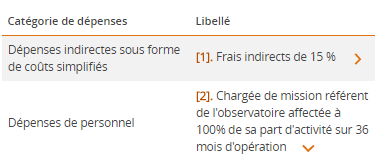 Catégorie de dépenses Libellé
Dépenses indirectes sous forme
de coûts simplifiés
[1]. Frais indirects de 15 %
Dépenses de personnel
[2]. Chargée de mission référent
de l'observatoire affectée à
100% de sa part d'activité sur 36
mois d'opération